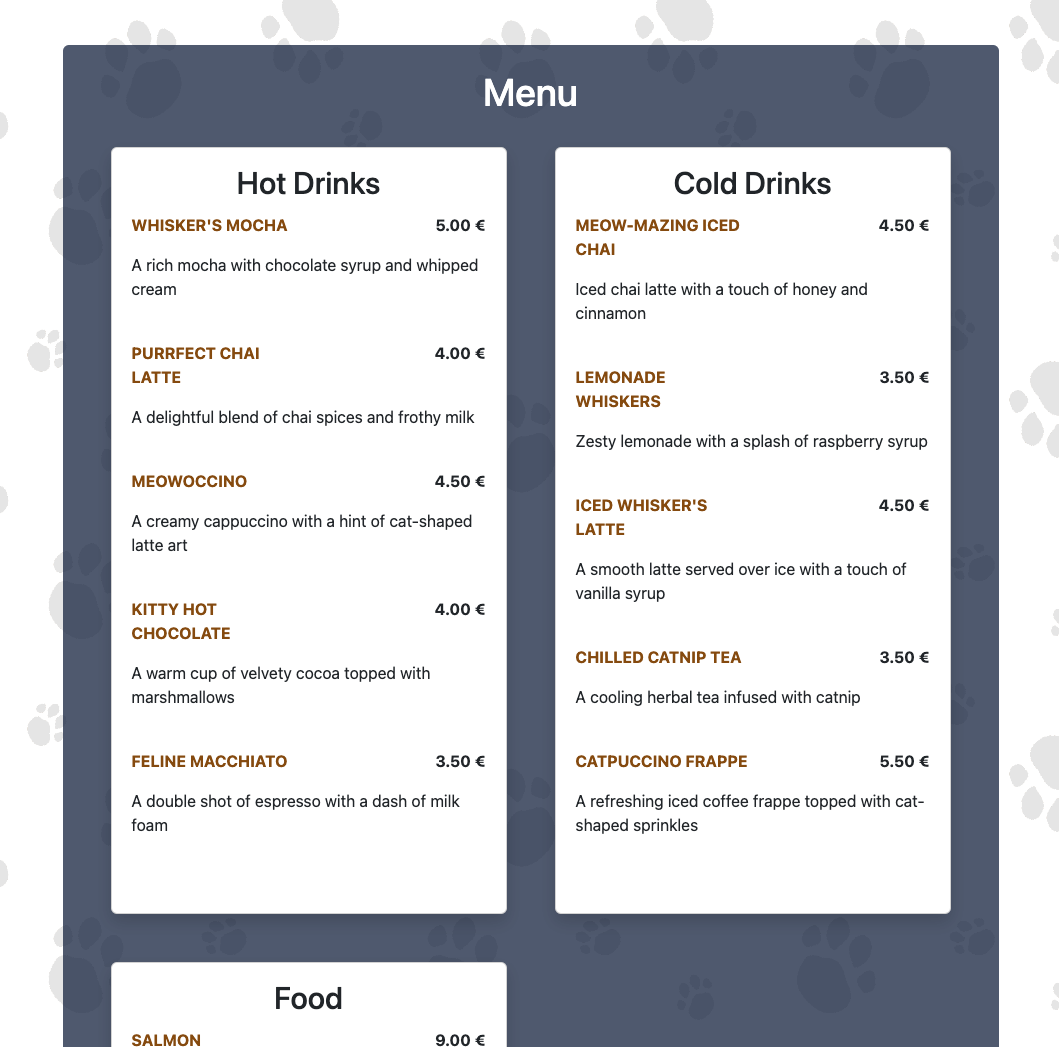 Menu
Hot Drinks
WHISKER'S MOCHA 5.00 €
A rich mocha with chocolate syrup and whipped
cream
PURRFECT CHAI 4.00 €
LATTE
A delightful blend of chai spices and frothy milk
MEOWOCCINO 4.50 €
A creamy cappuccino with a hint of cat-shaped
latte art
KITTY HOT 4.00 €
CHOCOLATE
A warm cup of velvety cocoa topped with
marshmallows
FELINE MACCHIATO 3.50 €
A double shot of espresso with a dash of milk
foam
Cold Drinks
MEOW-MAZING ICED 4.50 €
CHAI
Iced chai latte with a touch of honey and
cinnamon
LEMONADE 3.50 €
WHISKERS
Zesty lemonade with a splash of raspberry syrup
ICED WHISKER'S 4.50 €
LATTE
A smooth latte served over ice with a touch of
vanilla syrup
CHILLED CATNIP TEA 3.50 €
A cooling herbal tea infused with catnip
CATPUCCINO FRAPPE 5.50 €
A refreshing iced coffee frappe topped with cat-
shaped sprinkles
Food
SALMON 9.00 €